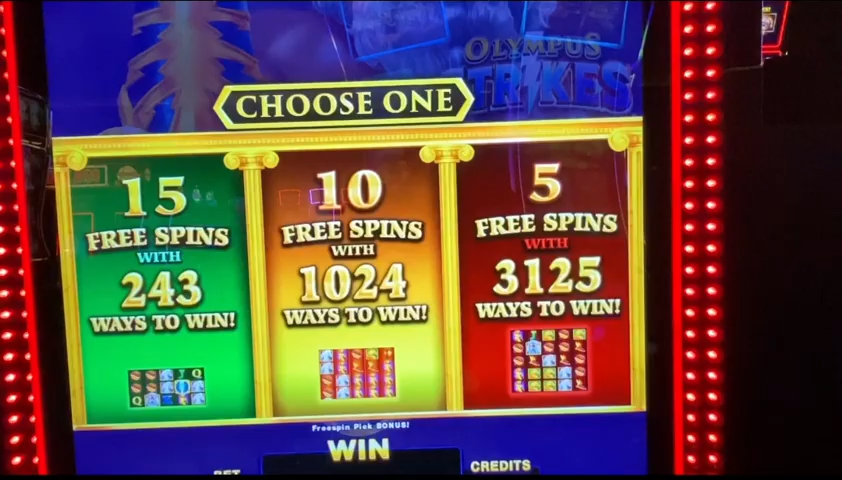 OLYMPUS
STRIKES
CHOOSE ONE
15
FREE SPINS
WITH
243
WAYS TO WIN!
10
FREE SPINS
WITH
1024
WAYS TO WIN!
5
FREE SPINS
WITH
3125
WAYS TO WIN!
Q
Q
Freespin Pick BONUS!
WIN
BET
CREDITS